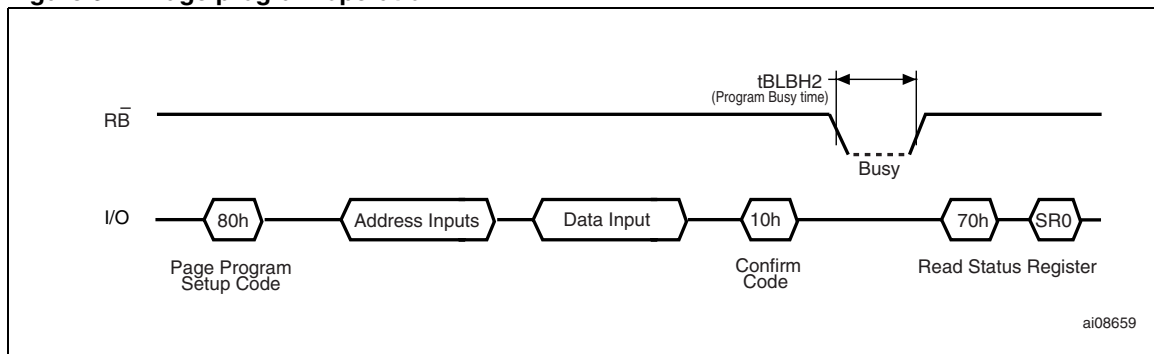 tBLBH2
(Program Busy time)
RB̅
Busy
I/O
80h
Address Inputs
Data Input
10h
70h
SR0
Page Program
Setup Code
Confirm
Code
Read Status Register
ai08659